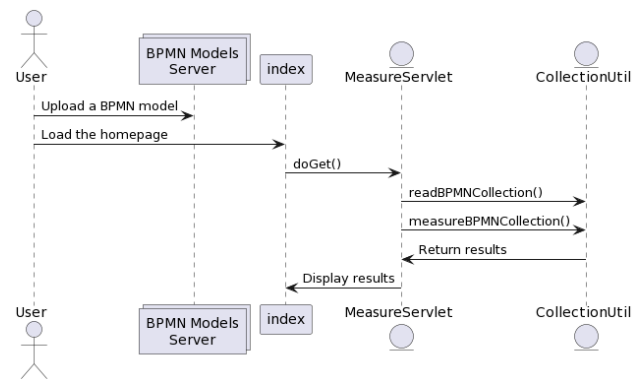 User
BPMN Models
Server
index
MeasureServlet
CollectionUtil
Upload a BPMN model
Load the homepage
doGet()
readBPMNCollection()
measureBPMNCollection()
Return results
Display results
User
BPMN Models
Server
index
MeasureServlet
CollectionUtil